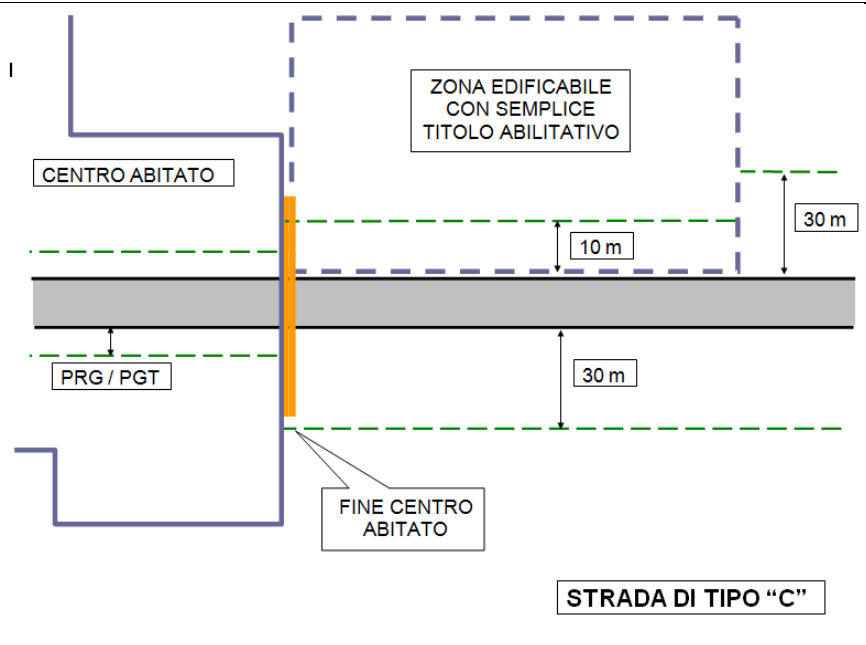 I
ZONA EDIFICABILE
CON SEMPLICE
TITOLO ABILITATIVO
CENTRO ABITATO
30 m
10 m
PRG / PGT
30 m
FINE CENTRO
ABITATO
STRADA DI TIPO “C”